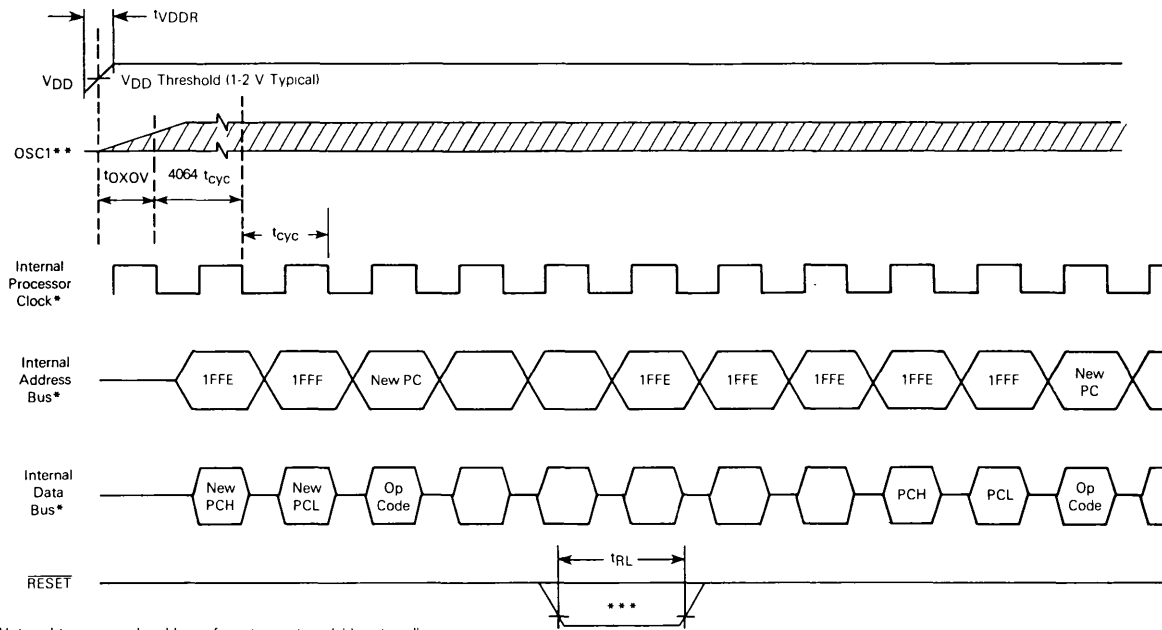 tVDDR
VDD
VDD Threshold (1-2 V Typical)
OSC1**
tOXOV
4064 tcyc
tcyc
Internal
Processor
Clock*
Internal
Address
Bus*
1FFE
1FFF
New PC
1FFE
1FFE
1FFE
1FFE
1FFF
New
PC
Internal
Data
Bus*
New
PCH
New
PCL
Op
Code
PCH
PCL
Op
Code
tRL
RESET
***